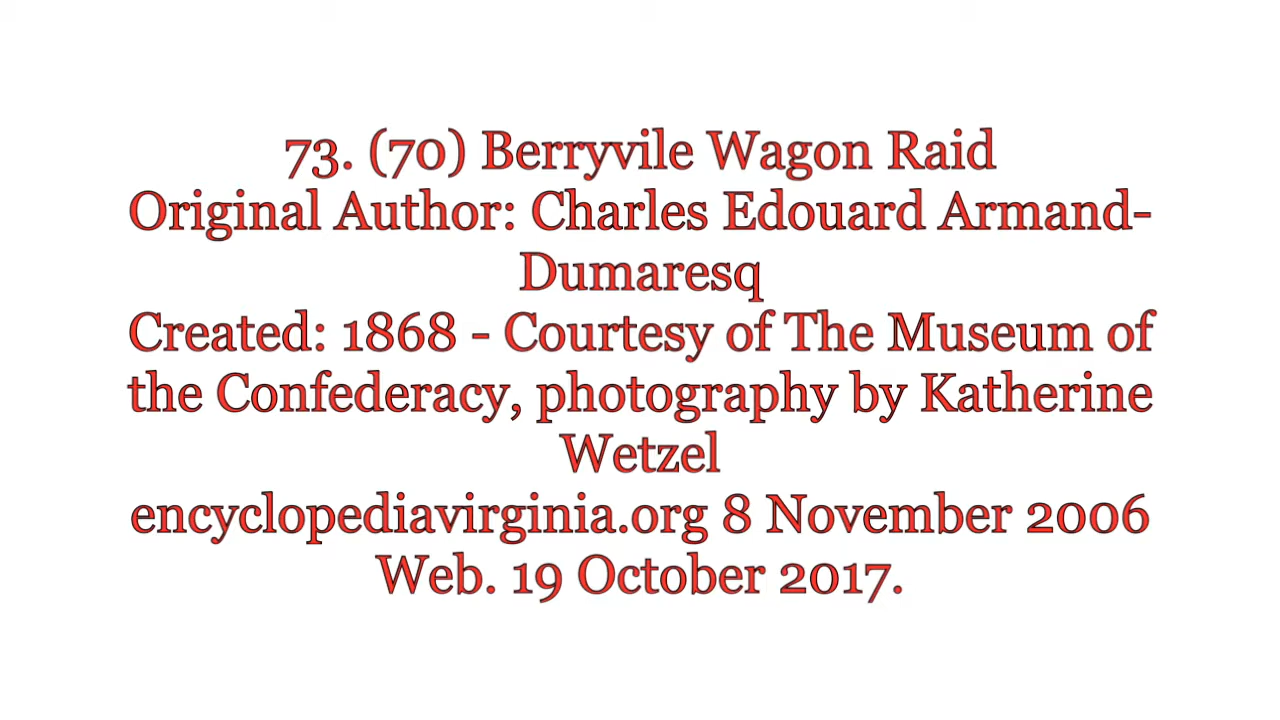 73. (70) Berryvile Wagon Raid
Original Author: Charles Edouard Armand-
Dumaresq
Created: 1868 - Courtesy of The Museum of
the Confederacy, photography by Katherine
Wetzel
encyclopediavirginia.org 8 November 2006
Web. 19 October 2017.